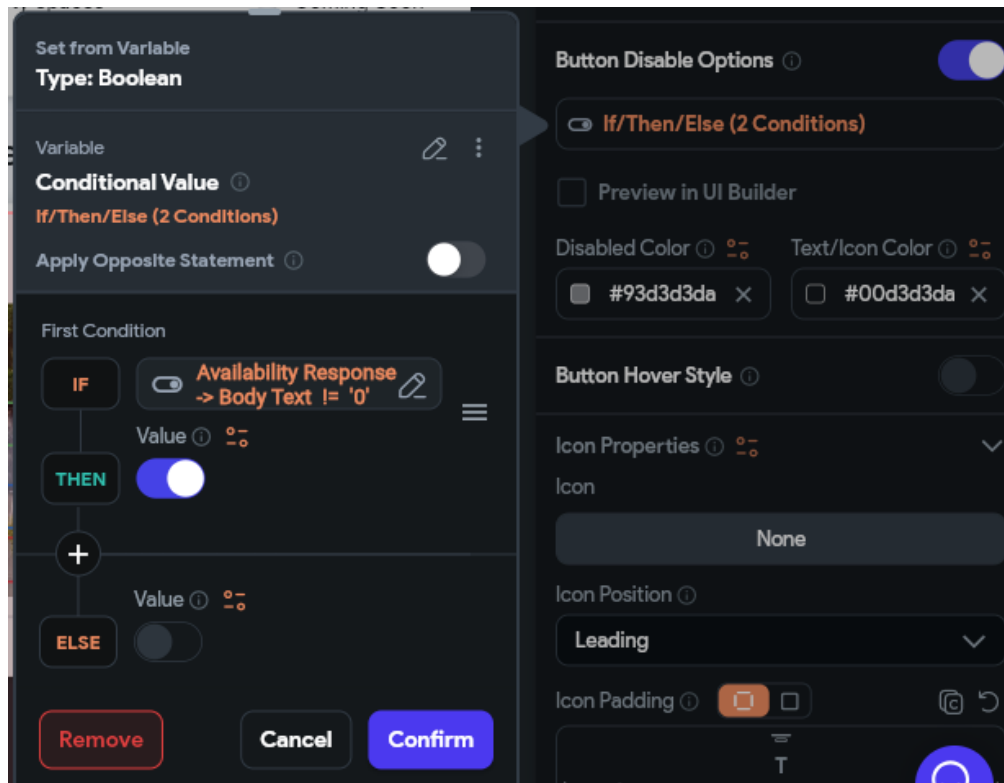 Set from Variable
Type: Boolean
Variable
Conditional Value
If/Then/Else (2 Conditions)
Apply Opposite Statement
First Condition
IF
Availability Response
-> Body Text != '0'
Value
THEN
+
Value
ELSE
Remove
Cancel
Confirm
Button Disable Options
If/Then/Else (2 Conditions)
Preview in UI Builder
Disabled Color
Text/Icon Color
#93d3d3da
#00d3d3da
Button Hover Style
Icon Properties
Icon
None
Icon Position
Leading
Icon Padding